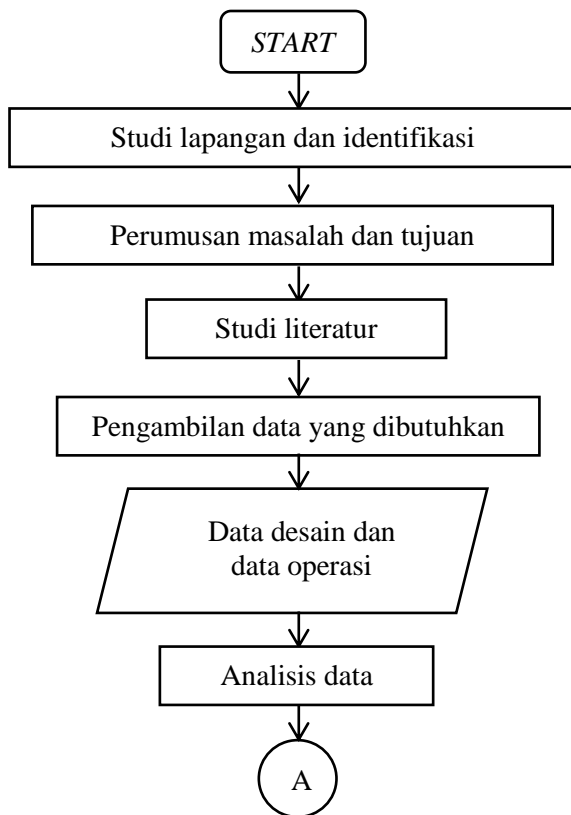 START
Studi lapangan dan identifikasi
Perumusan masalah dan tujuan
Studi literatur
Pengambilan data yang dibutuhkan
Data desain dan
data operasi
Analisis data
A